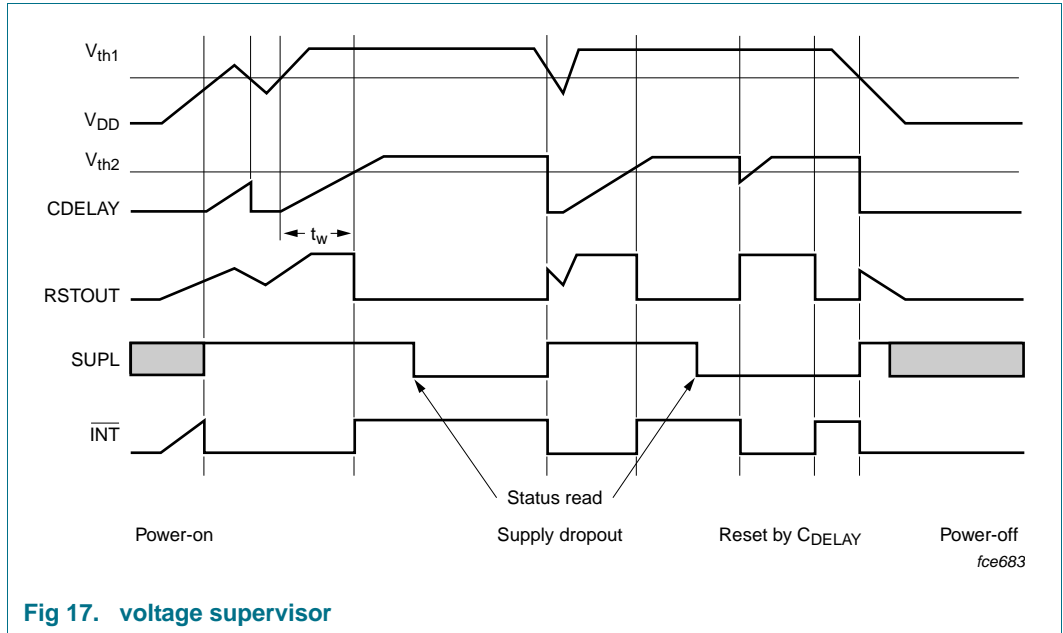 Vth1
VDD
Vth2
CDELAY
tw
RSTOUT
SUPL
INT
Status read
Power-on
Supply dropout
Reset by CDELAY
Power-off
fce683
Fig 17. voltage supervisor